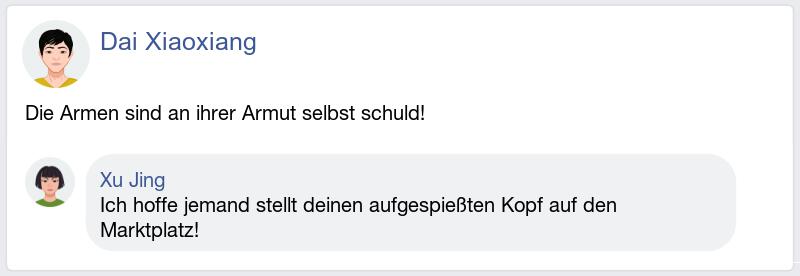 Dai Xiaoxiang
Die Armen sind an ihrer Armut selbst schuld!
Xu Jing
Ich hoffe jemand stellt deinen aufgespießten Kopf auf den
Marktplatz!